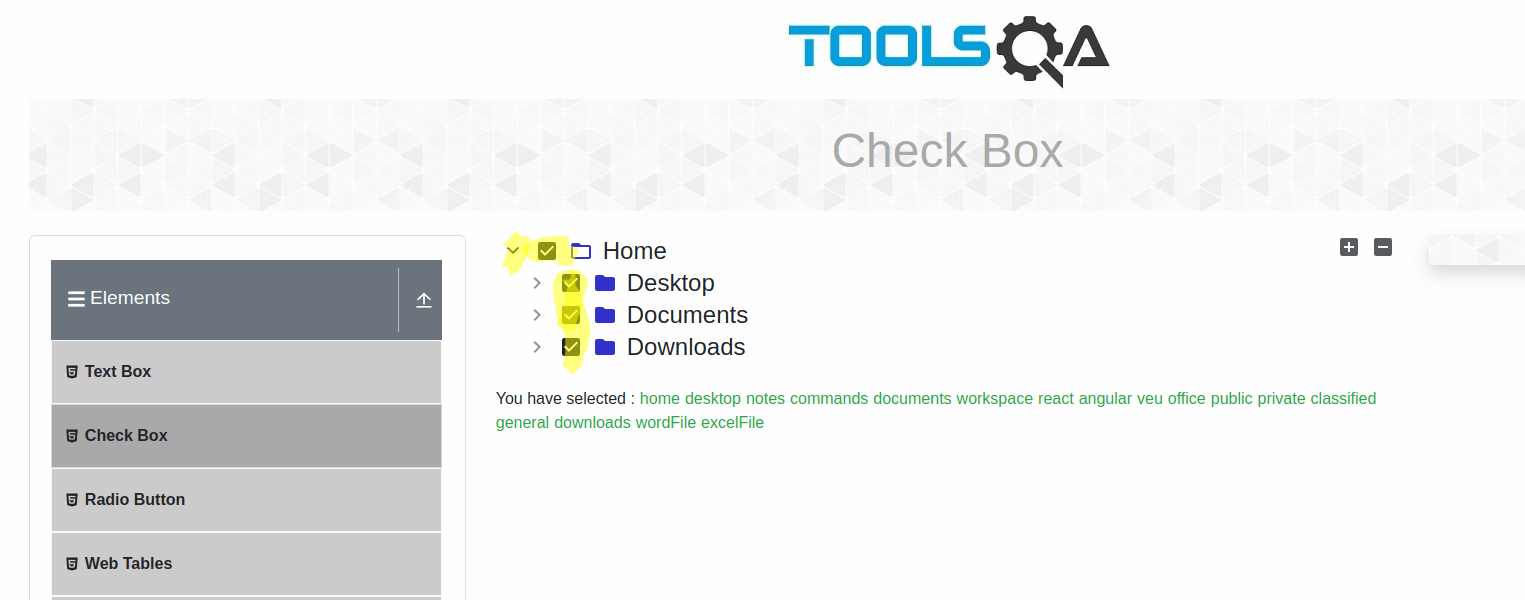 TOOLSQA
Check Box
Elements
Text Box
Check Box
Radio Button
Web Tables
Home
Desktop
Documents
Downloads
You have selected : home desktop notes commands documents workspace react angular veu office public private classified
general downloads wordFile excelFile